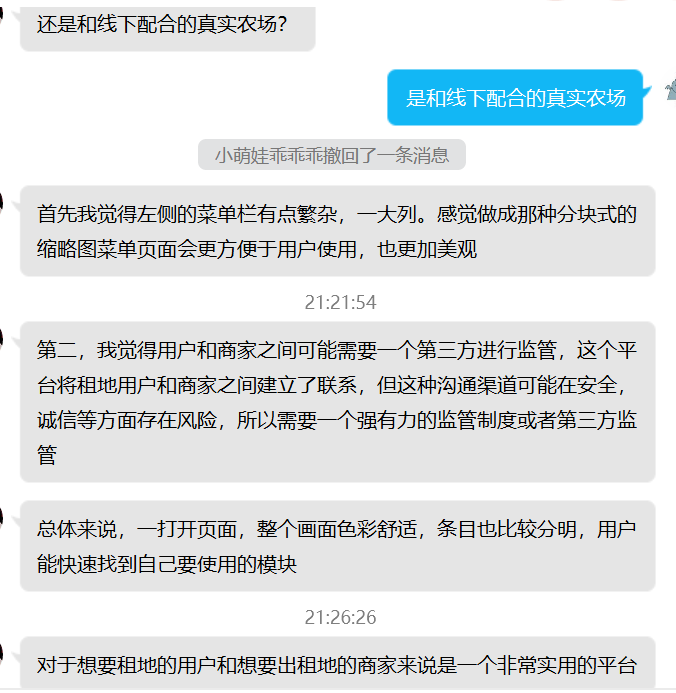 还是和线下配合的真实农场?
是和线下配合的真实农场
小萌娃乖乖乖撤回了一条消息
首先我觉得左侧的菜单栏有点繁杂，一大列。感觉做成那种分块式的
缩略图菜单页面会更方便于用户使用，也更加美观
21:21:54
第二，我觉得用户和商家之间可能需要一个第三方进行监管，这个平
台将租地用户和商家之间建立了联系，但这种沟通渠道可能在安全，
诚信等方面存在风险，所以需要一个强有力的监管制度或者第三方监
管
总体来说，一打开页面，整个画面色彩舒适，条目也比较分明，用户
能快速找到自己要使用的模块
21:26:26
对于想要租地的用户和想要出租地的商家来说是一个非常实用的平台